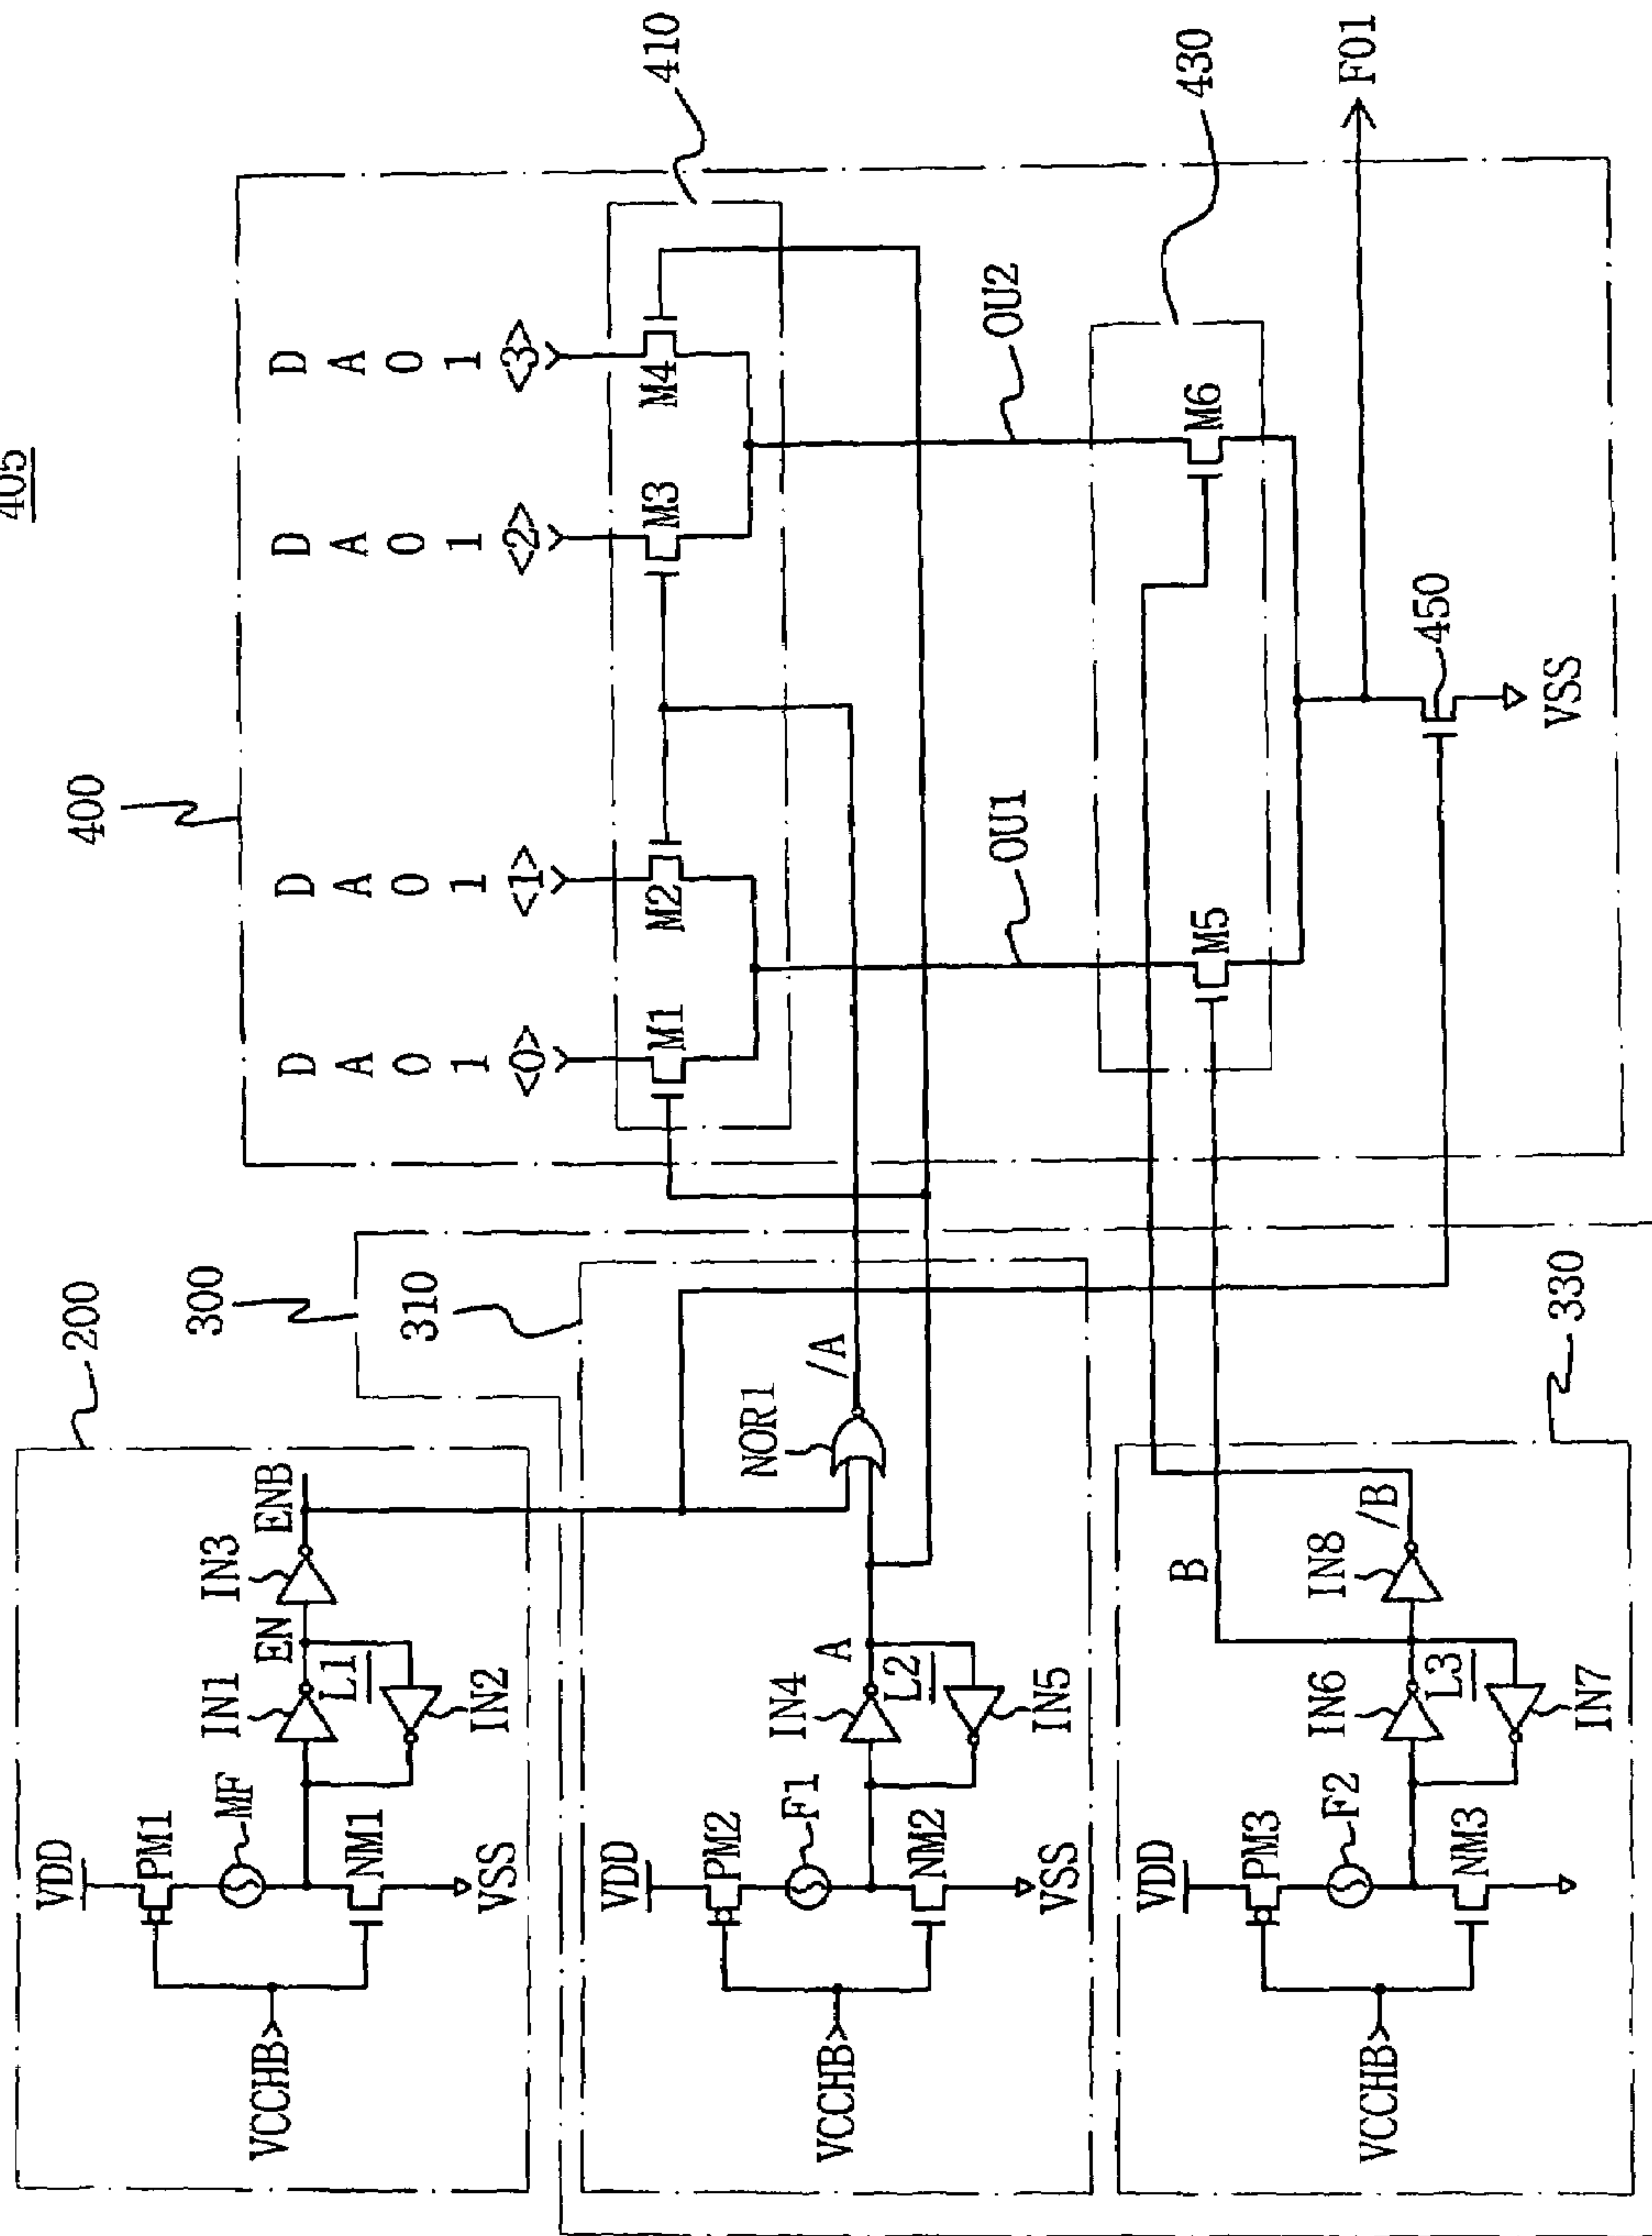 405
400
410
D A 0 1 <0>
D A 0 1 <1>
D A 0 1 <2>
D A 0 1 <3>
M1
M2
M3
M4
OU1
OU2
430
M5
M6
450
VSS
F01
200
VDD
PM1
MF
NM1
VSS
VCCHB
IN1
EN
L1
IN2
IN3
ENB
300
310
VDD
PM2
F1
NM2
VSS
VCCHB
IN4
A
L2
IN5
NOR1
/A
330
VDD
PM3
F2
NM3
VCCHB
IN6
L3
IN7
B
IN8
/B